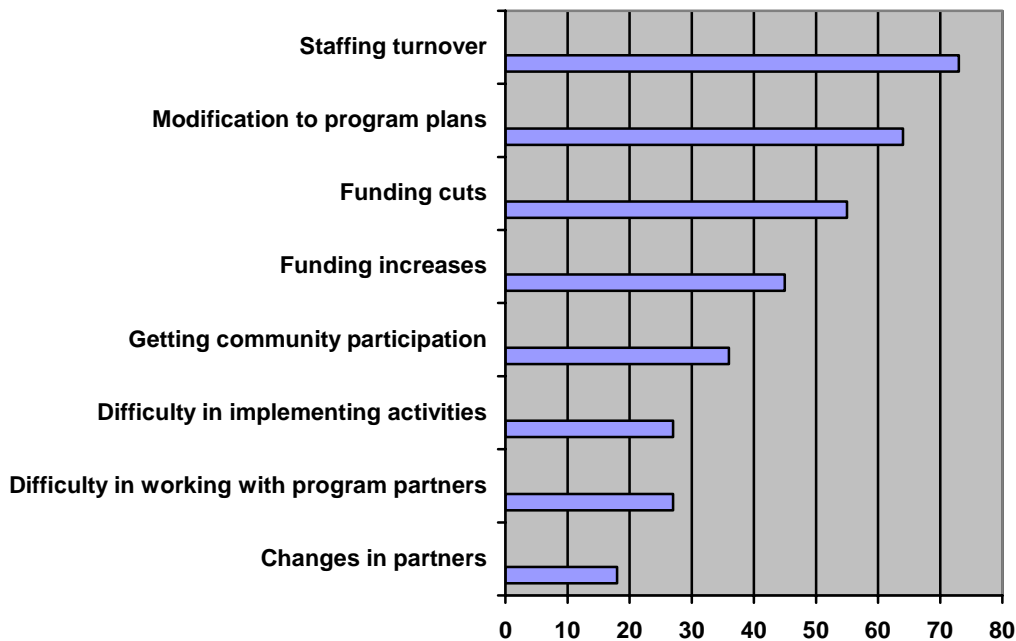 Staffing turnover
Modification to program plans
Funding cuts
Funding increases
Getting community participation
Difficulty in implementing activities
Difficulty in working with program partners
Changes in partners
0 10 20 30 40 50 60 70 80